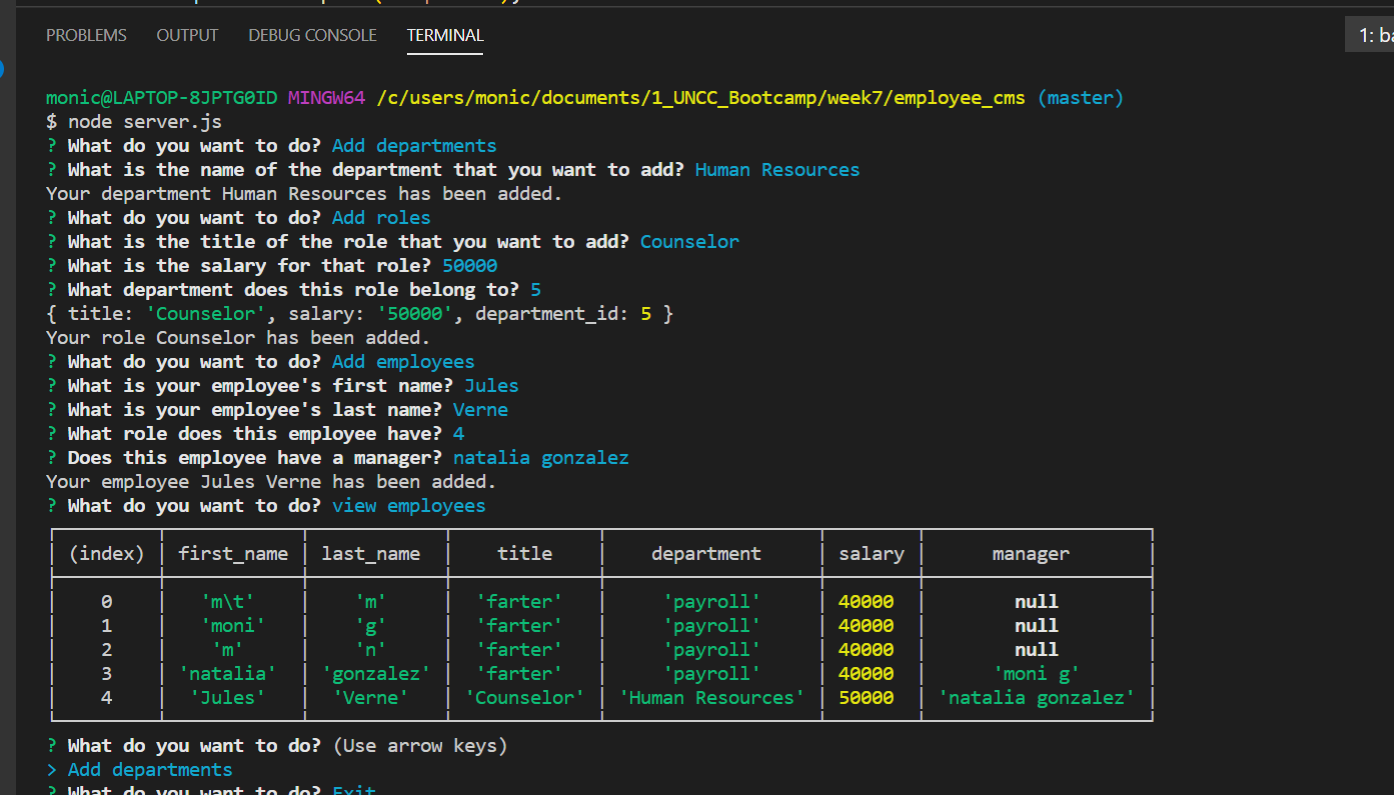 PROBLEMS OUTPUT DEBUG CONSOLE TERMINAL 1: ba
monic@LAPTOP-8JPTG0ID MINGW64 /c/users/monic/documents/1_UNCC_Bootcamp/week7/employee_cms (master)
$ node server.js
? What do you want to do? Add departments
? What is the name of the department that you want to add? Human Resources
Your department Human Resources has been added.
? What do you want to do? Add roles
? What is the title of the role that you want to add? Counselor
? What is the salary for that role? 50000
? What department does this role belong to? 5
{ title: 'Counselor', salary: '50000', department_id: 5 }
Your role Counselor has been added.
? What do you want to do? Add employees
? What is your employee's first name? Jules
? What is your employee's last name? Verne
? What role does this employee have? 4
? Does this employee have a manager? natalia gonzalez
Your employee Jules Verne has been added.
? What do you want to do? view employees
(index) first_name last_name title department salary manager
0 'm\t' 'm' 'farter' 'payroll' 40000 null
1 'moni' 'g' 'farter' 'payroll' 40000 null
2 'm' 'n' 'farter' 'payroll' 40000 null
3 'natalia' 'gonzalez' 'farter' 'payroll' 40000 'moni g'
4 'Jules' 'Verne' 'Counselor' 'Human Resources' 50000 'natalia gonzalez'
? What do you want to do? (Use arrow keys)
> Add departments
? What do you want to do? Exit